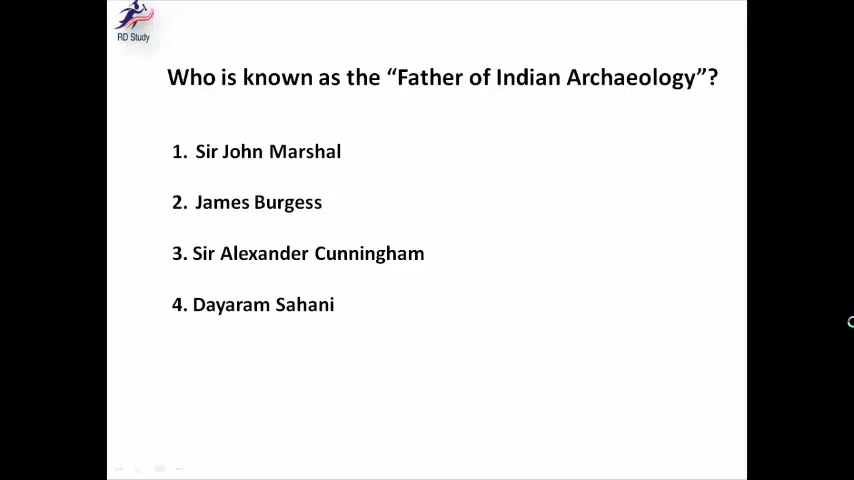 RD Study
Who is known as the “Father of Indian Archaeology”?
1. Sir John Marshal
2. James Burgess
3. Sir Alexander Cunningham
4. Dayaram Sahani